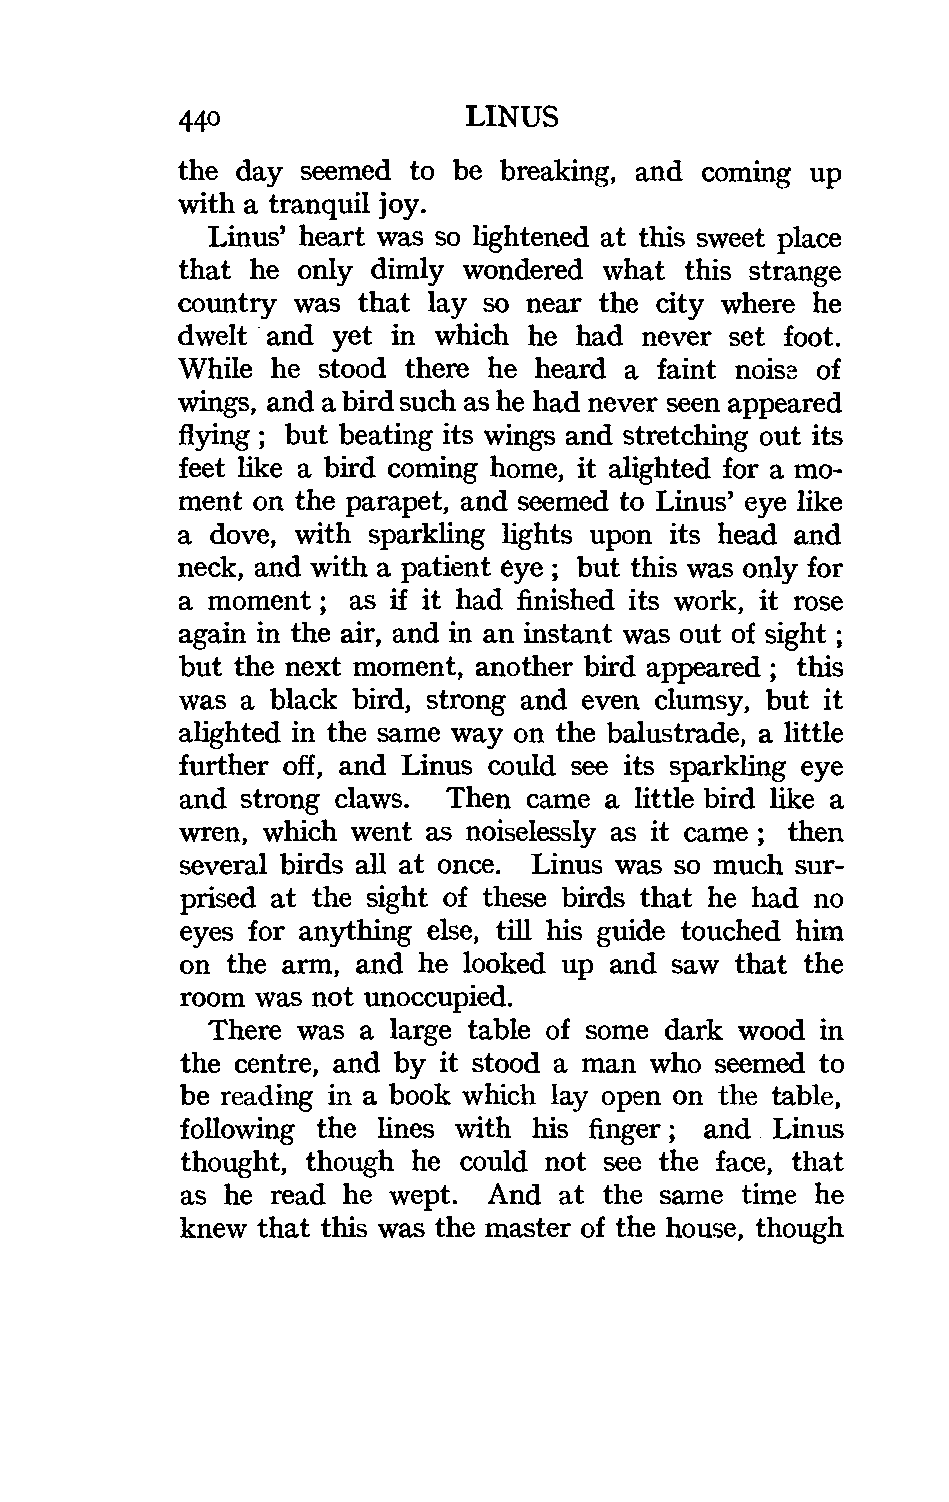 440 LINUS
the day seemed to be breaking, and coming up
with a tranquil joy.
Linus' heart was so lightened at this sweet place
that he only dimly wondered what this strange
country was that lay so near the city where he
dwelt and yet in which he had never set foot.
While he stood there he heard a faint noise of
wings, and a bird such as he had never seen appeared
flying ; but beating its wings and stretching out its
feet like a bird coming home, it alighted for a mo-
ment on the parapet, and seemed to Linus' eye like
a dove, with sparkling lights upon its head and
neck, and with a patient eye ; but this was only for
a moment ; as if it had finished its work, it rose
again in the air, and in an instant was out of sight ;
but the next moment, another bird appeared ; this
was a black bird, strong and even clumsy, but it
alighted in the same way on the balustrade, a little
further off, and Linus could see its sparkling eye
and strong claws. Then came a little bird like a
wren, which went as noiselessly as it came ; then
several birds all at once. Linus was so much sur-
prised at the sight of these birds that he had no
eyes for anything else, till his guide touched him
on the arm, and he looked up and saw that the
room was not unoccupied.
There was a large table of some dark wood in
the centre, and by it stood a man who seemed to
be reading in a book which lay open on the table,
following the lines with his finger ; and Linus
thought, though he could not see the face, that
as he read he wept. And at the same time he
knew that this was the master of the house, though